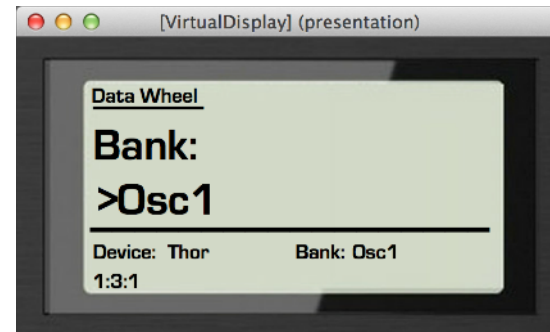 [VirtualDisplay] (presentation)
Data Wheel
Bank:
>Osc1
Device: Thor Bank: Osc1
1:3:1